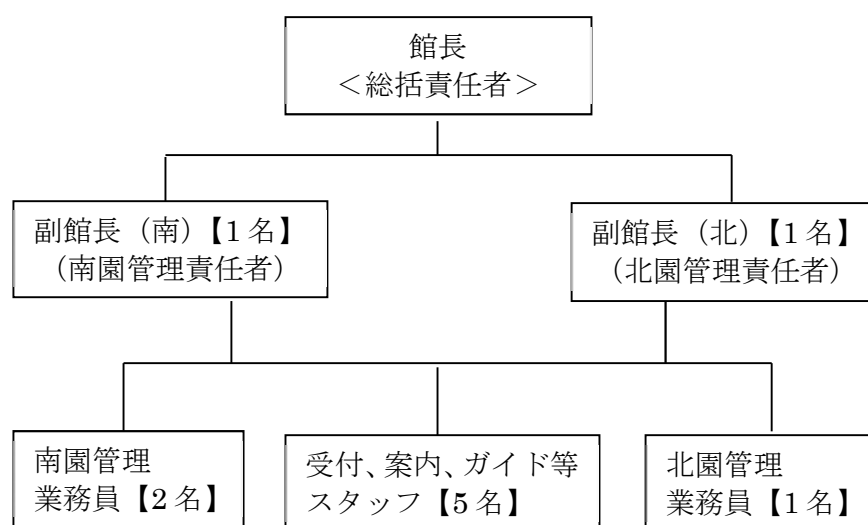 館長
＜総括責任者＞
副館長（南）【1名】
（南園管理責任者）
副館長（北）【1名】
（北園管理責任者）
南園管理
業務員【2名】
受付、案内、ガイド等
スタッフ【5名】
北園管理
業務員【1名】